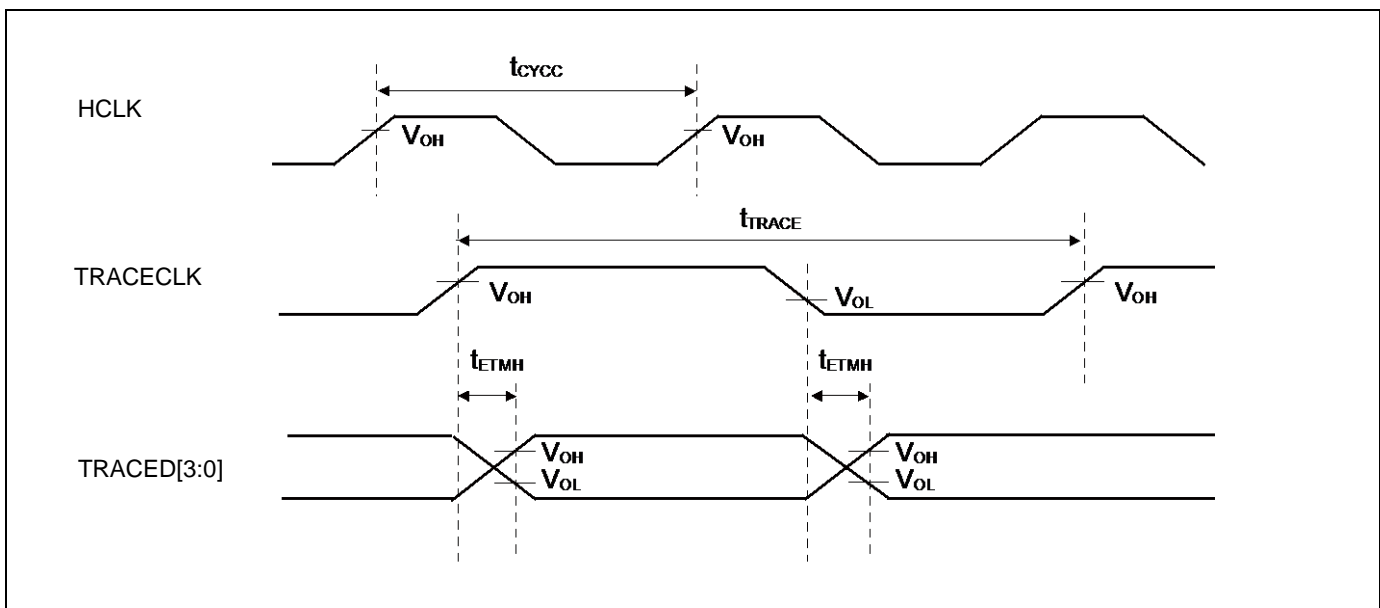 tCYCC
HCLK
VOH VOH
tTRACE
TRACECLK
VOH VOL VOH
tETMH tETMH
VOH VOH
TRACED[3:0]
VOL VOL